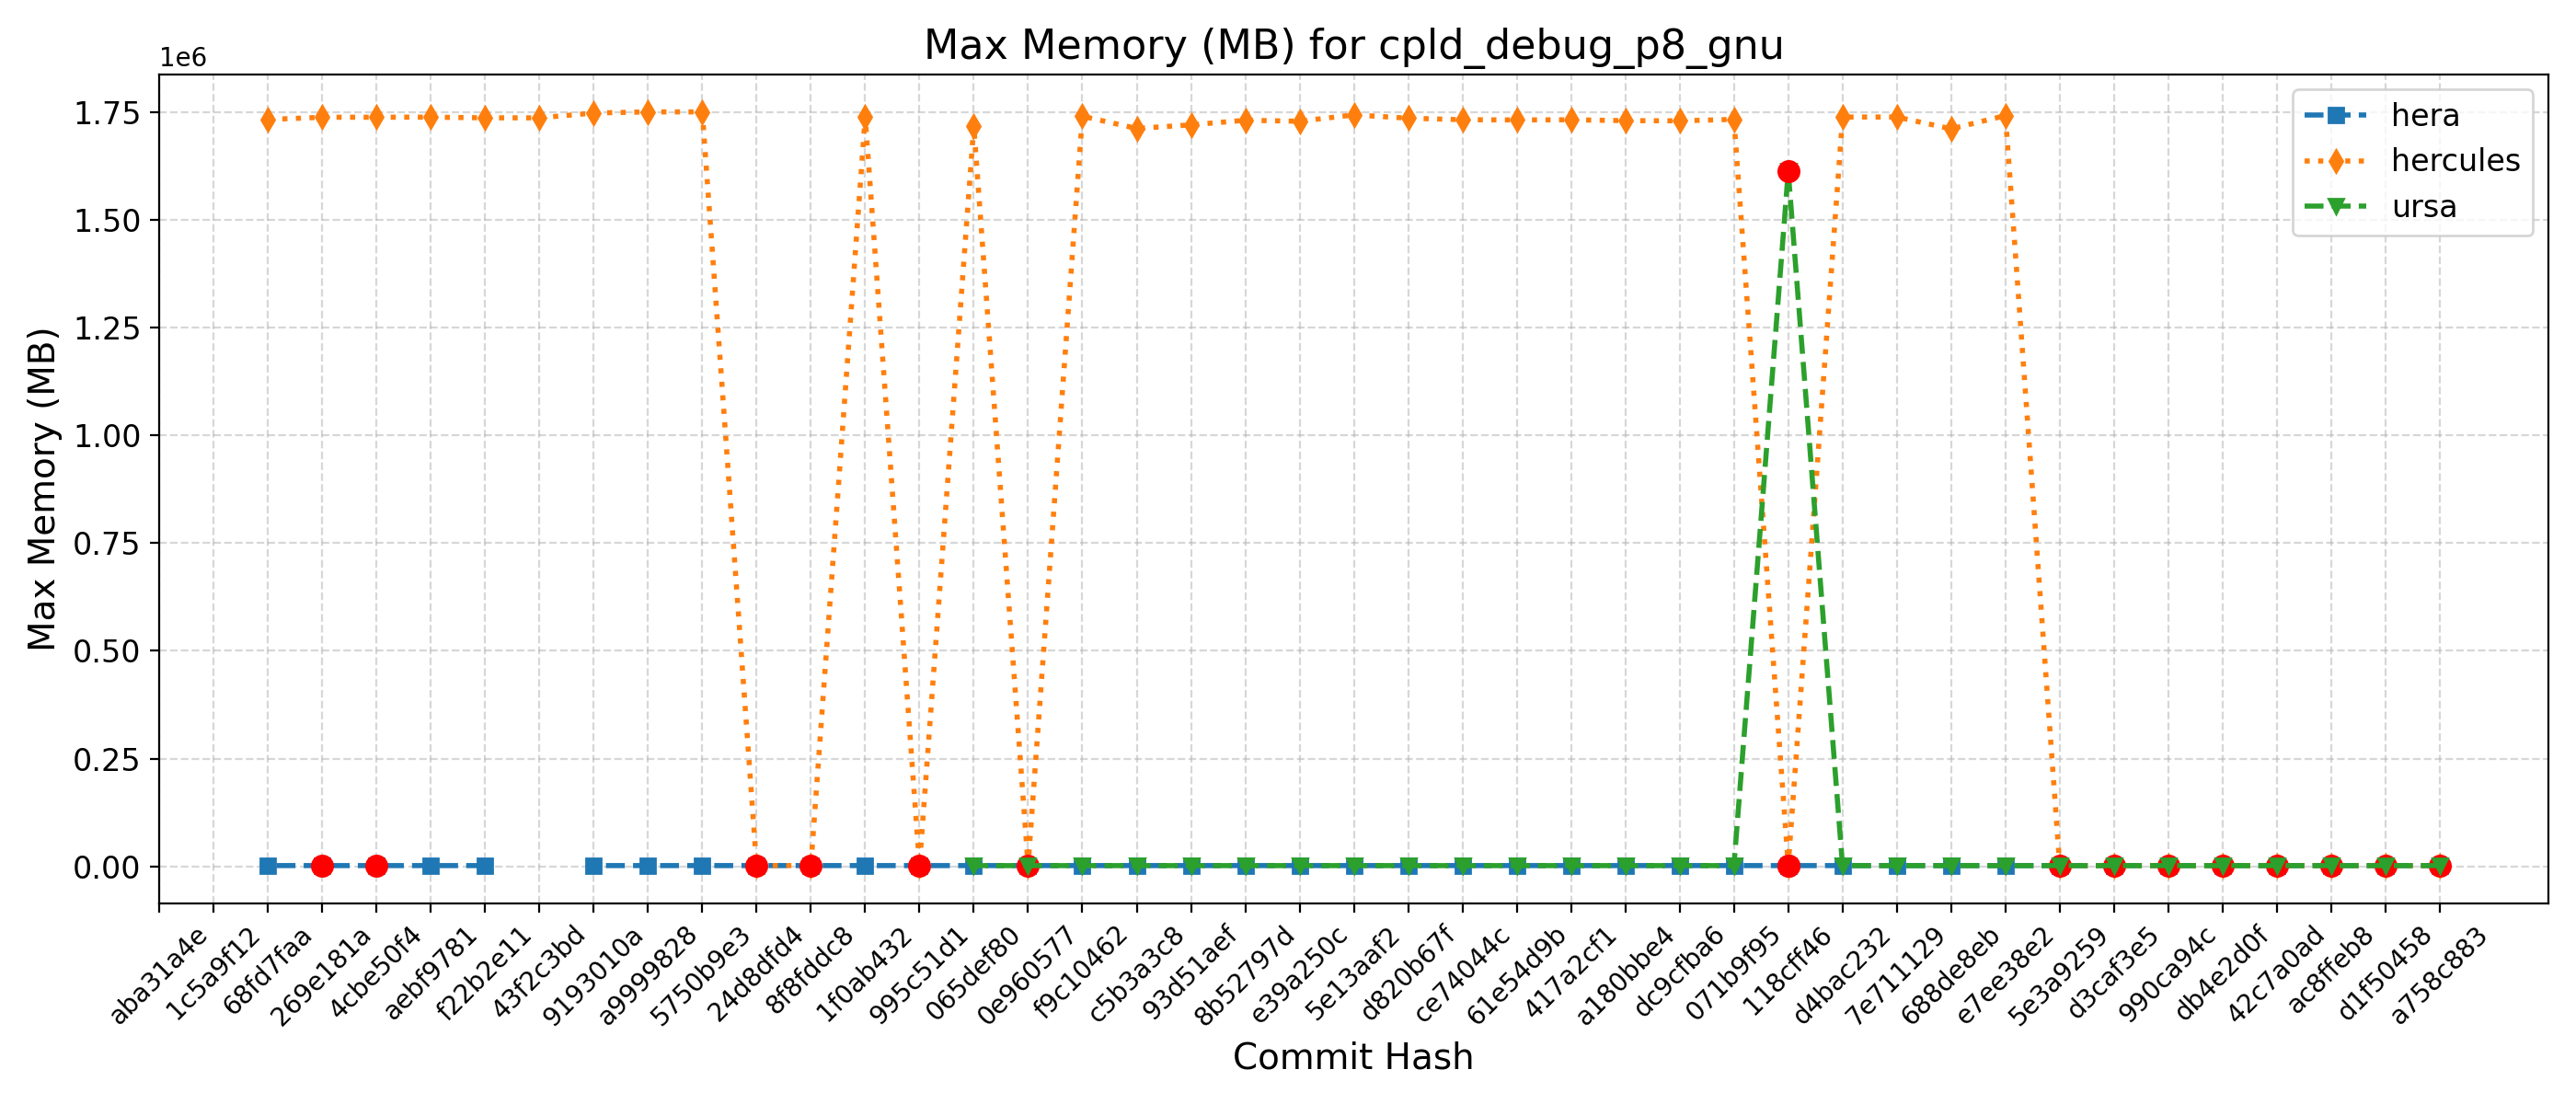 Max Memory (MB) for cpld_debug_p8_gnu
1e6
1.75
1.50
1.25
1.00
0.75
0.50
0.25
0.00
Max Memory (MB)
hera
hercules
ursa
aba31a4e
1c5a9f12
68fd7faa
269e181a
4cbe50f4
aebf9781
f22b2e11
43f2c3bd
9193010a
a9999828
5750b9e3
24d8dfd4
8f8fddc8
1f0ab432
995c51d1
065def80
0e960577
f9c10462
c5b3a3c8
93d51aef
8b52797d
e39a250c
5e13aaf2
d820b67f
ce74044c
61e54d9b
417a2cf1
a180bbe4
dc9cfba6
071b9f95
118cff46
d4bac232
7e711129
688de8eb
e7ee38e2
5e3a9259
d3caf3e5
990ca94c
db4e2d0f
42c7a0ad
ac8ffeb8
d1f50458
a758c883
Commit Hash